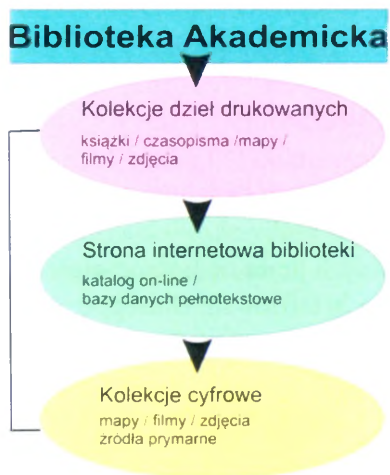 Biblioteka Akademicka
Kolekcje dzieł drukowanych
książki / czasopisma /mapy /
filmy / zdjęcia
Strona internetowa biblioteki
katalog on-line /
bazy danych pełnotekstowe
Kolekcje cyfrowe
mapy / filmy / zdjęcia
źródła prymarne